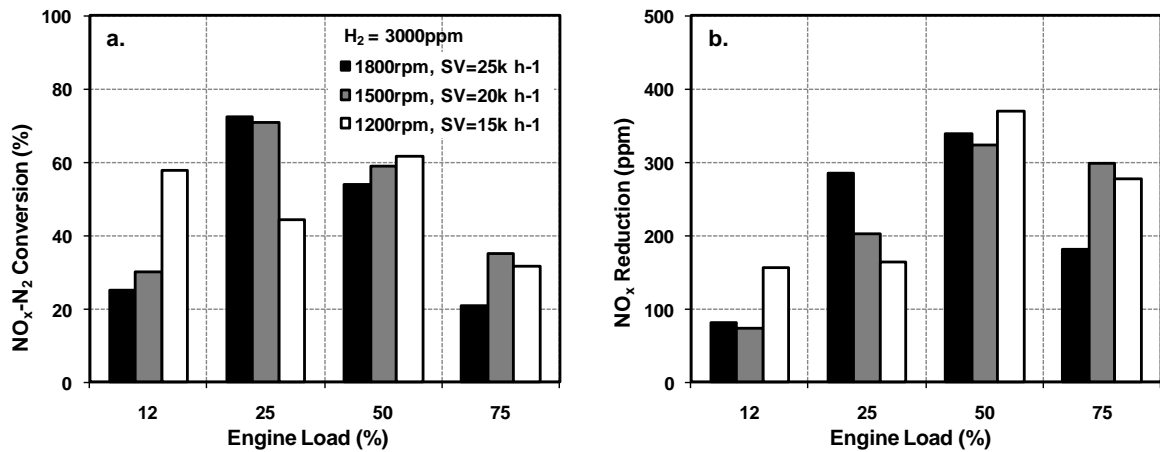 a.
H₂ = 3000ppm
1800rpm, SV=25k h-1
1500rpm, SV=20k h-1
1200rpm, SV=15k h-1
NOₓ-N₂ Conversion (%)
100
80
60
40
20
0
12 25 50 75
Engine Load (%)
b.
NOₓ Reduction (ppm)
500
400
300
200
100
0
12 25 50 75
Engine Load (%)